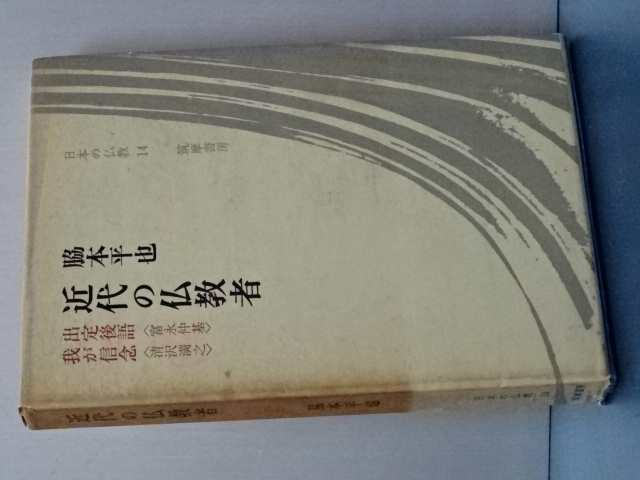 日本の仏教 14 筑摩書房
脇本平也
近代の仏教者
出定後語〈富永仲基〉
我が信念〈清沢満之〉
近代の仏教者 脇本平也